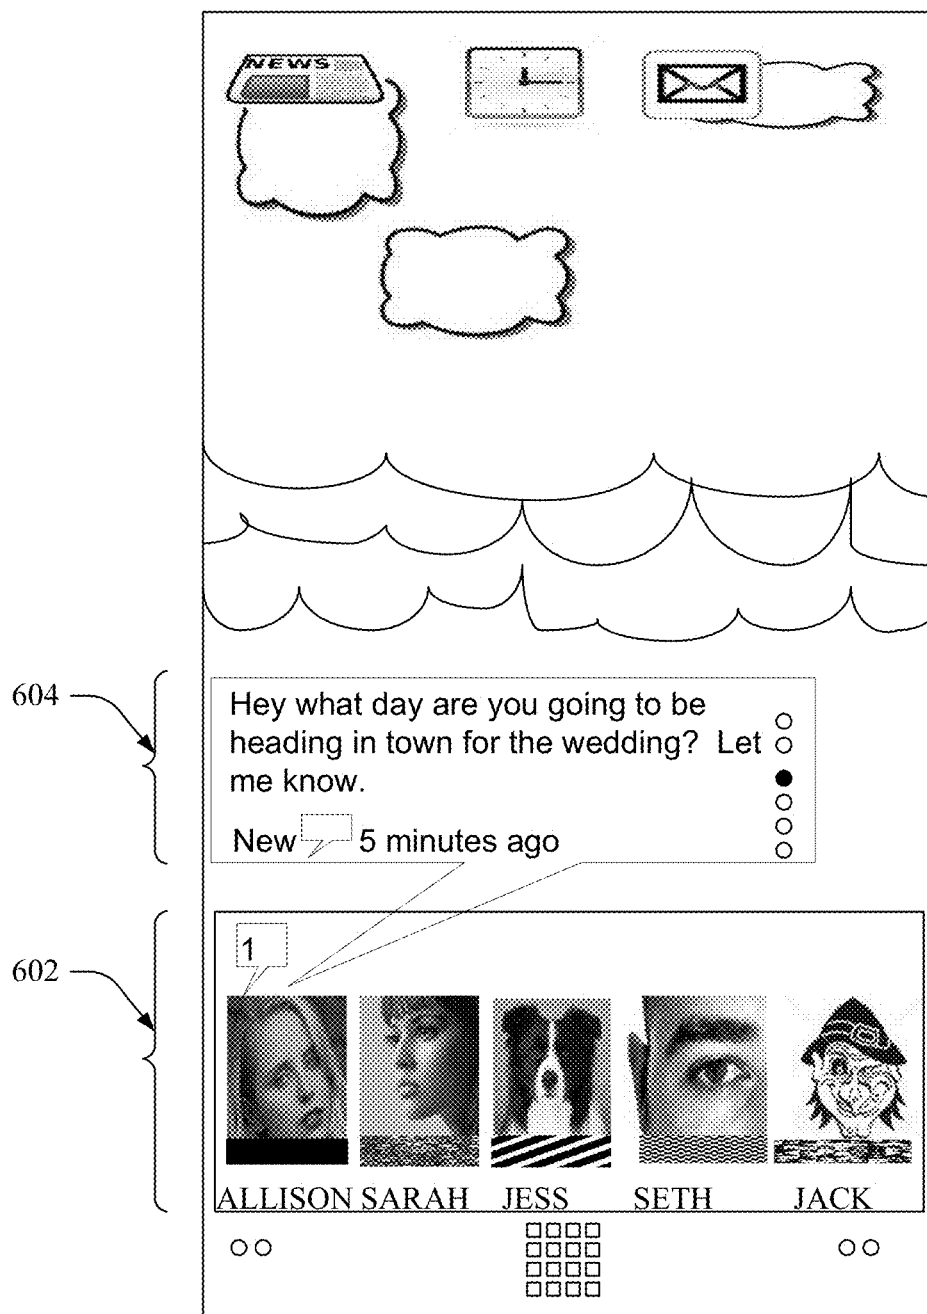 NEWS
604
Hey what day are you going to be
heading in town for the wedding?  Let
me know.
New 5 minutes ago
602
1
ALLISON SARAH JESS SETH JACK